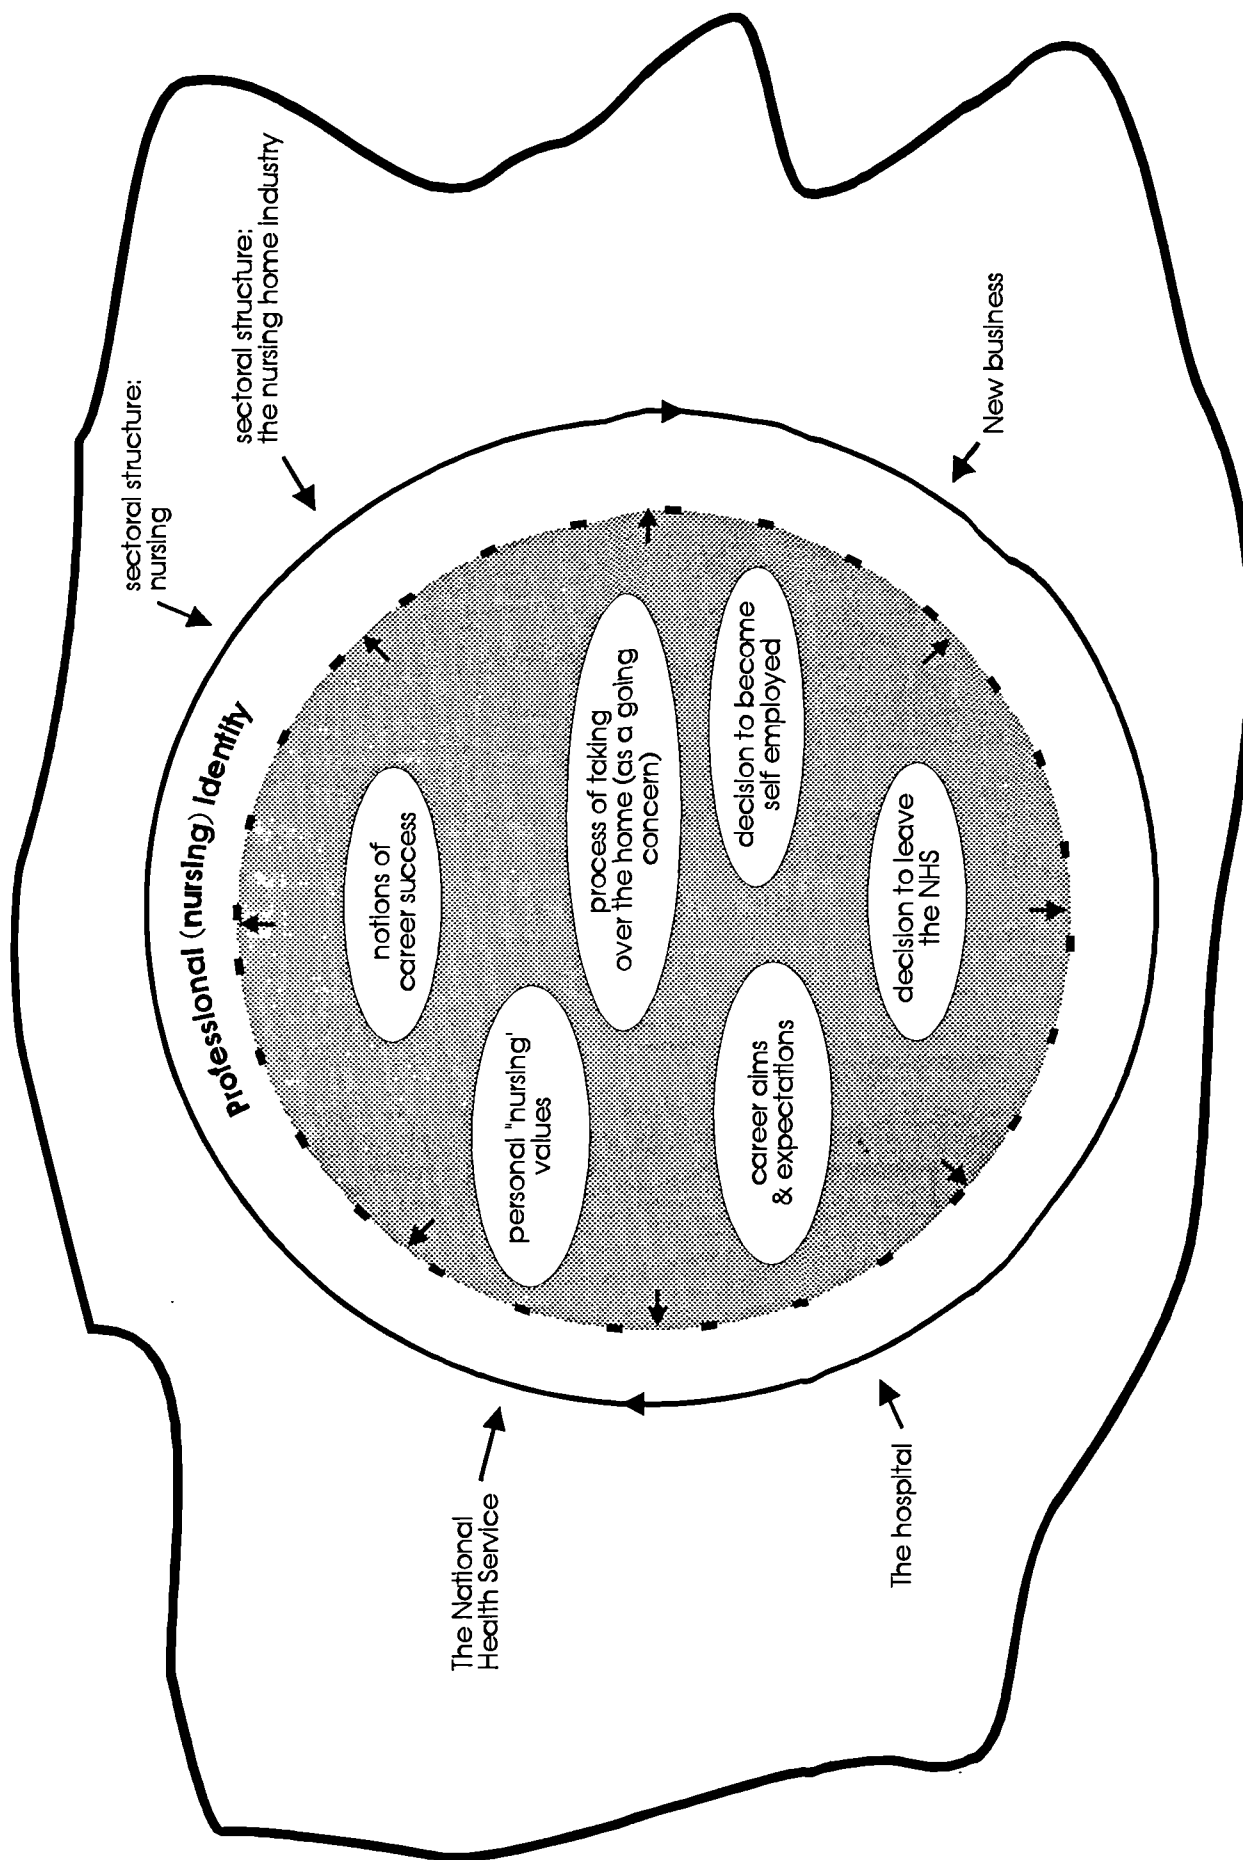 sectoral structure:
nursing
sectoral structure:
the nursing home industry
Professional (nursing) Identity
The National
Health Service
notions of
career success
personal "nursing'
values
process of taking
over the home (as a going
concern)
decision to become
self employed
career aims
& expectations
decision to leave
the NHS
The hospital
New business